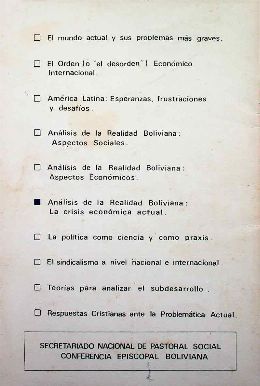 El mundo actual y sus problemas más graves.
El Orden (o "el desorden") Económico
Internacional.
América Latina: Esperanzas, frustraciones
y desafíos.
Análisis de la Realidad Boliviana:
Aspectos Sociales.
Análisis de la Realidad Boliviana:
Aspectos Económicos.
Análisis de la Realidad Boliviana:
La crisis económica actual.
La política como ciencia y como praxis.
El sindicalismo a nivel nacional e internacional
Teorías para analizar el subdesarrollo.
Respuestas Cristianas ante la Problemática Actual.
SECRETARIADO NACIONAL DE PASTORAL SOCIAL
CONFERENCIA EPISCOPAL BOLIVIANA